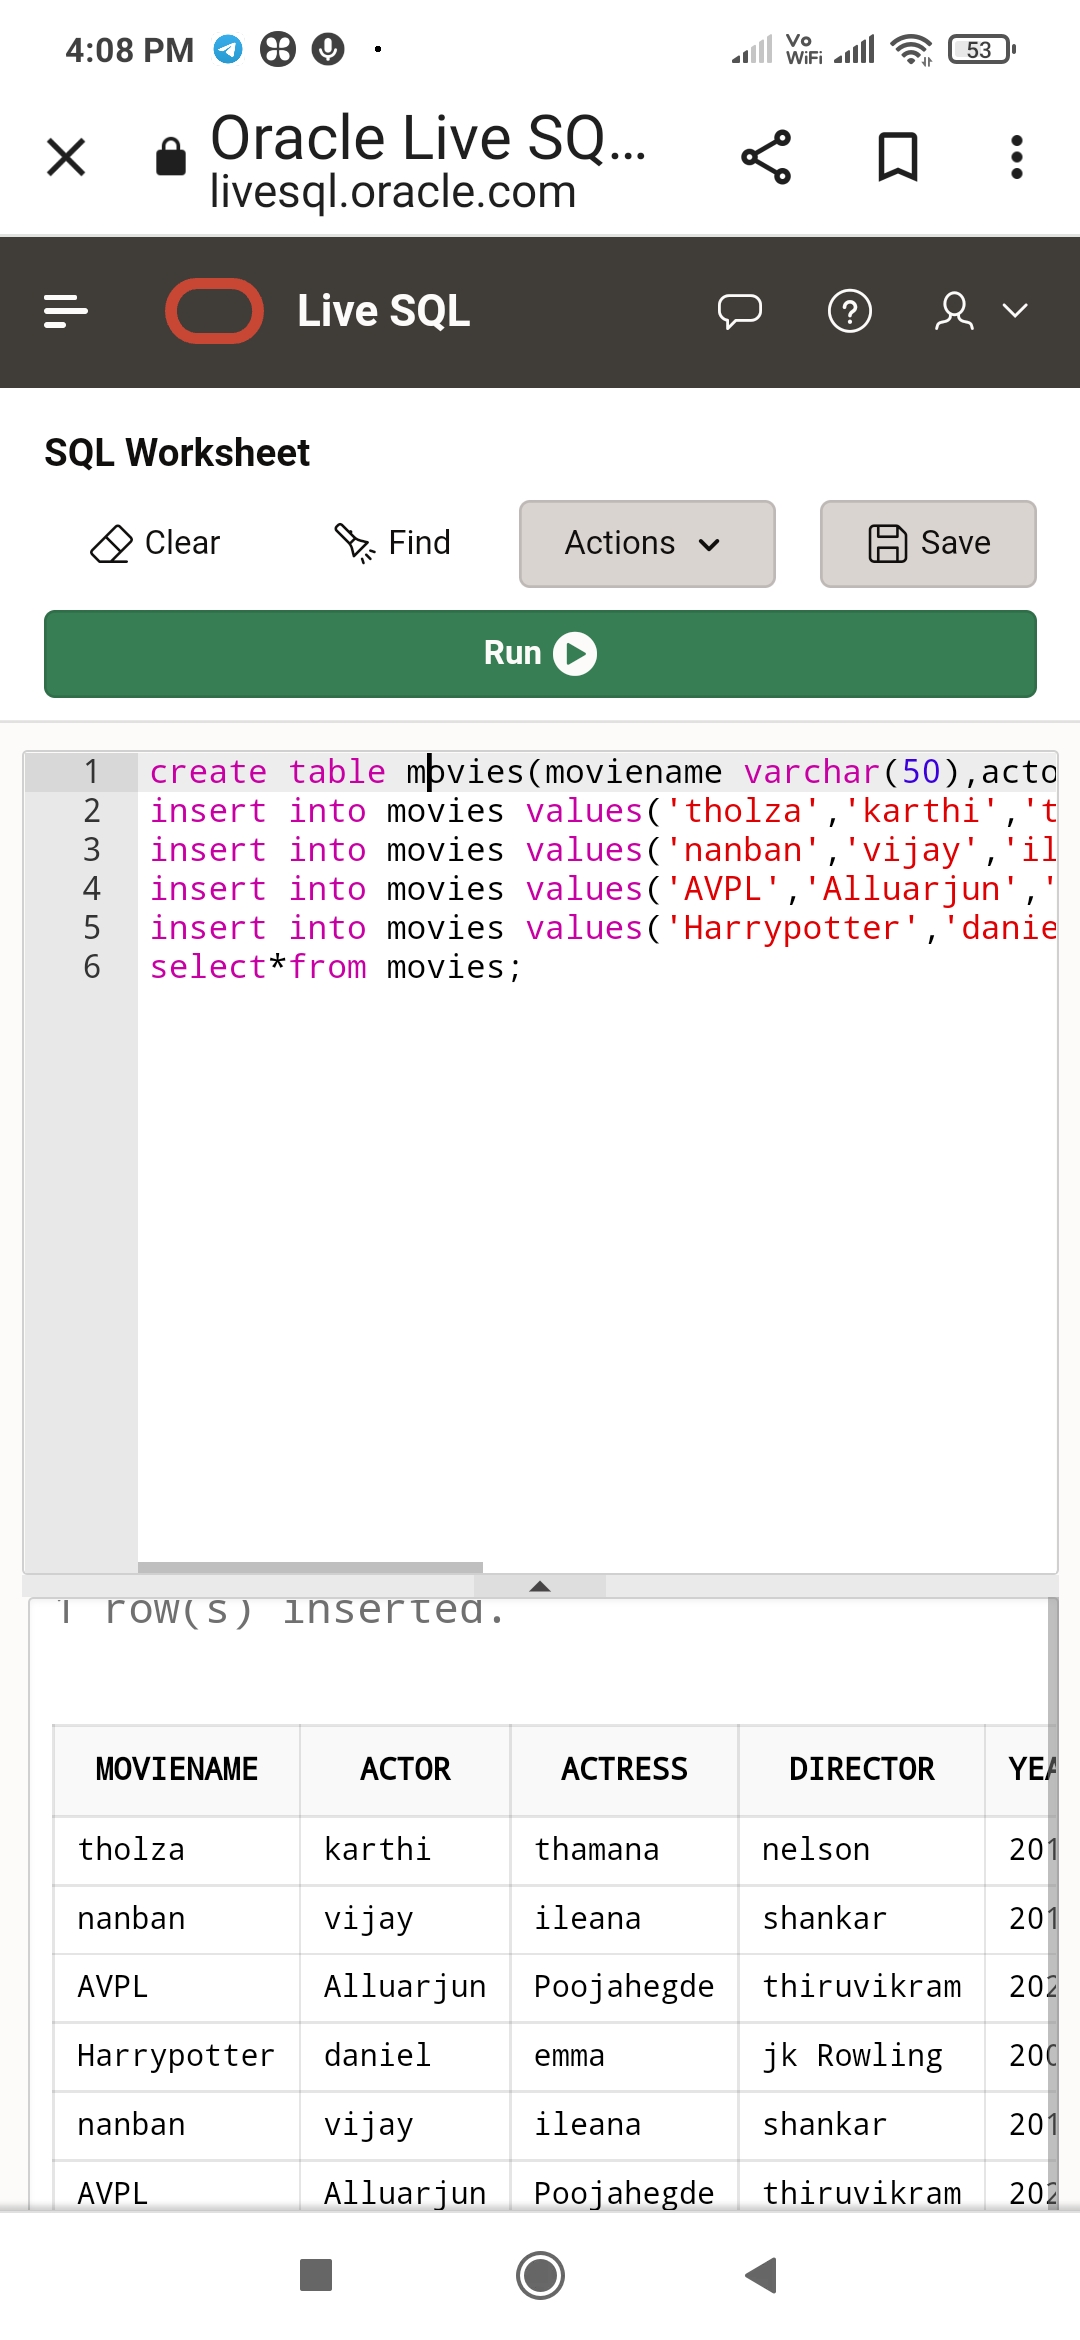 4:08 PM Vo WiFi 53
Oracle Live SQ...
livesql.oracle.com
Live SQL
SQL Worksheet
Clear Find Actions Save
Run
1 create table movies(moviename varchar(50),acto
2 insert into movies values('tholza','karthi','t
3 insert into movies values('nanban','vijay','il
4 insert into movies values('AVPL','Alluarjun','
5 insert into movies values('Harrypotter','danie
6 select*from movies;
1 row(s) inserted.
MOVIENAME ACTOR ACTRESS DIRECTOR YEA
tholza karthi thamana nelson 201
nanban vijay ileana shankar 201
AVPL Alluarjun Poojahegde thiruvikram 202
Harrypotter daniel emma jk Rowling 200
nanban vijay ileana shankar 201
AVPL Alluarjun Poojahegde thiruvikram 202